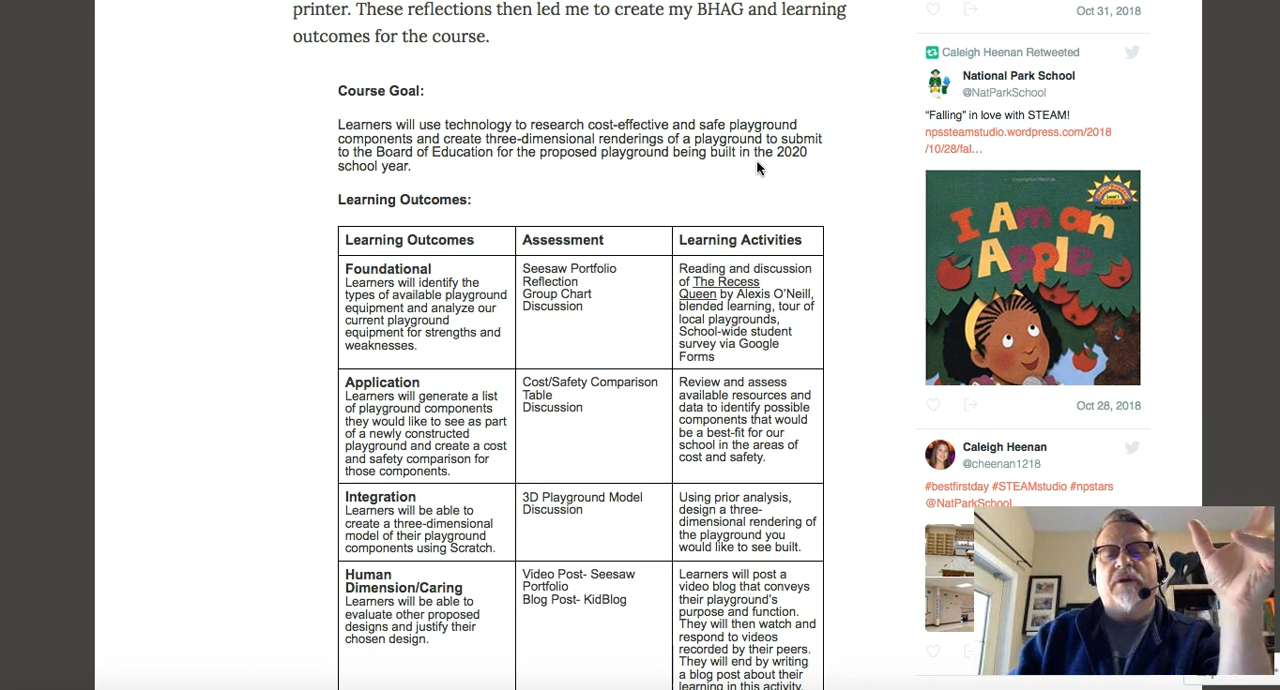 printer. These reflections then led me to create my BHAG and learning
outcomes for the course.
Course Goal:
Learners will use technology to research cost-effective and safe playground
components and create three-dimensional renderings of a playground to submit
to the Board of Education for the proposed playground being built in the 2020
school year.
Learning Outcomes:
Learning Outcomes
Assessment
Learning Activities
Foundational
Learners will identify the
types of available playground
equipment and analyze our
current playground
equipment for strengths and
weaknesses.
Seesaw Portfolio
Reflection
Group Chart
Discussion
Reading and discussion
of The Recess
Queen by Alexis O'Neill,
blended learning, tour of
local playgrounds,
School-wide student
survey via Google
Forms
Application
Learners will generate a list
of playground components
they would like to see as part
of a newly constructed
playground and create a cost
and safety comparison for
those components.
Cost/Safety Comparison
Table
Discussion
Review and assess
available resources and
data to identify possible
components that would
be a best-fit for our
school in the areas of
cost and safety.
Integration
Learners will be able to
create a three-dimensional
model of their playground
components using Scratch.
3D Playground Model
Discussion
Using prior analysis,
design a three-
dimensional rendering of
the playground you
would like to see built.
Human
Dimension/Caring
Learners will be able to
evaluate other proposed
designs and justify their
chosen design.
Video Post- Seesaw
Portfolio
Blog Post- KidBlog
Learners will post a
video blog that conveys
their playground's
purpose and function.
They will then watch and
respond to videos
recorded by their peers.
They will end by writing
a blog post about their
learning in this activity.
Oct 31, 2018
Caleigh Heenan Retweeted
National Park School
@NatParkSchool
“Falling” in love with STEAM!
npssteamstudio.wordpress.com/2018
/10/28/fal…
I Am an
Apple
Oct 28, 2018
Caleigh Heenan
@cheenan1218
#bestfirstday #STEAMstudio #npstars
@NatParkSchool